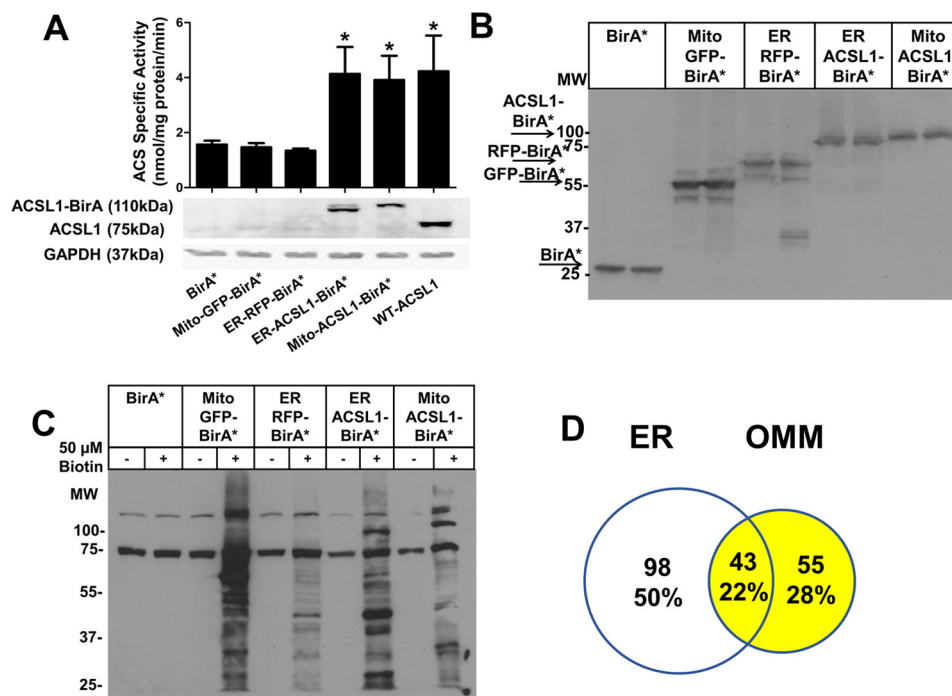 A
ACS Specific Activity
(nmol/mg protein/min)
6
4
2
0
* * *
ACSL1-BirA (110kDa)
ACSL1 (75kDa)
GAPDH (37kDa)
BirA*
Mito-GFP-BirA*
ER-RFP-BirA*
ER-ACSL1-BirA*
Mito-ACSL1-BirA*
WT-ACSL1
B
BirA*
Mito
GFP-
BirA*
ER
RFP-
BirA*
ER
ACSL1-
BirA*
Mito
ACSL1
BirA*
MW
ACSL1-
BirA*
RFP-BirA*
GFP-BirA*
BirA*
100-
75-
55-
37-
25-
C
BirA*
Mito
GFP-
BirA*
ER
RFP-
BirA*
ER
ACSL1-
BirA*
Mito
ACSL1-
BirA*
50 µM
Biotin
- + - + - + - + - +
MW
100-
75-
55-
37-
25-
D
ER OMM
98
50%
43
22%
55
28%